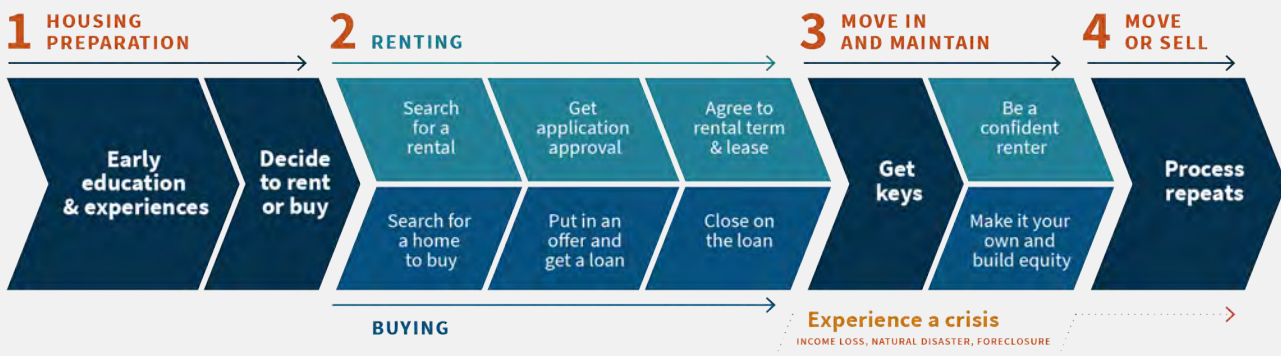 1 HOUSING
PREPARATION
2 RENTING
3 MOVE IN
AND MAINTAIN
4 MOVE
OR SELL
Early
education
& experiences
Decide
to rent
or buy
Search
for a
rental
Get
application
approval
Agree to
rental term
& lease
Search for
a home
to buy
Put in an
offer and
get a loan
Close on
the loan
Get
keys
Be a
confident
renter
Make it your
own and
build equity
Process
repeats
BUYING
Experience a crisis
INCOME LOSS, NATURAL DISASTER, FORECLOSURE